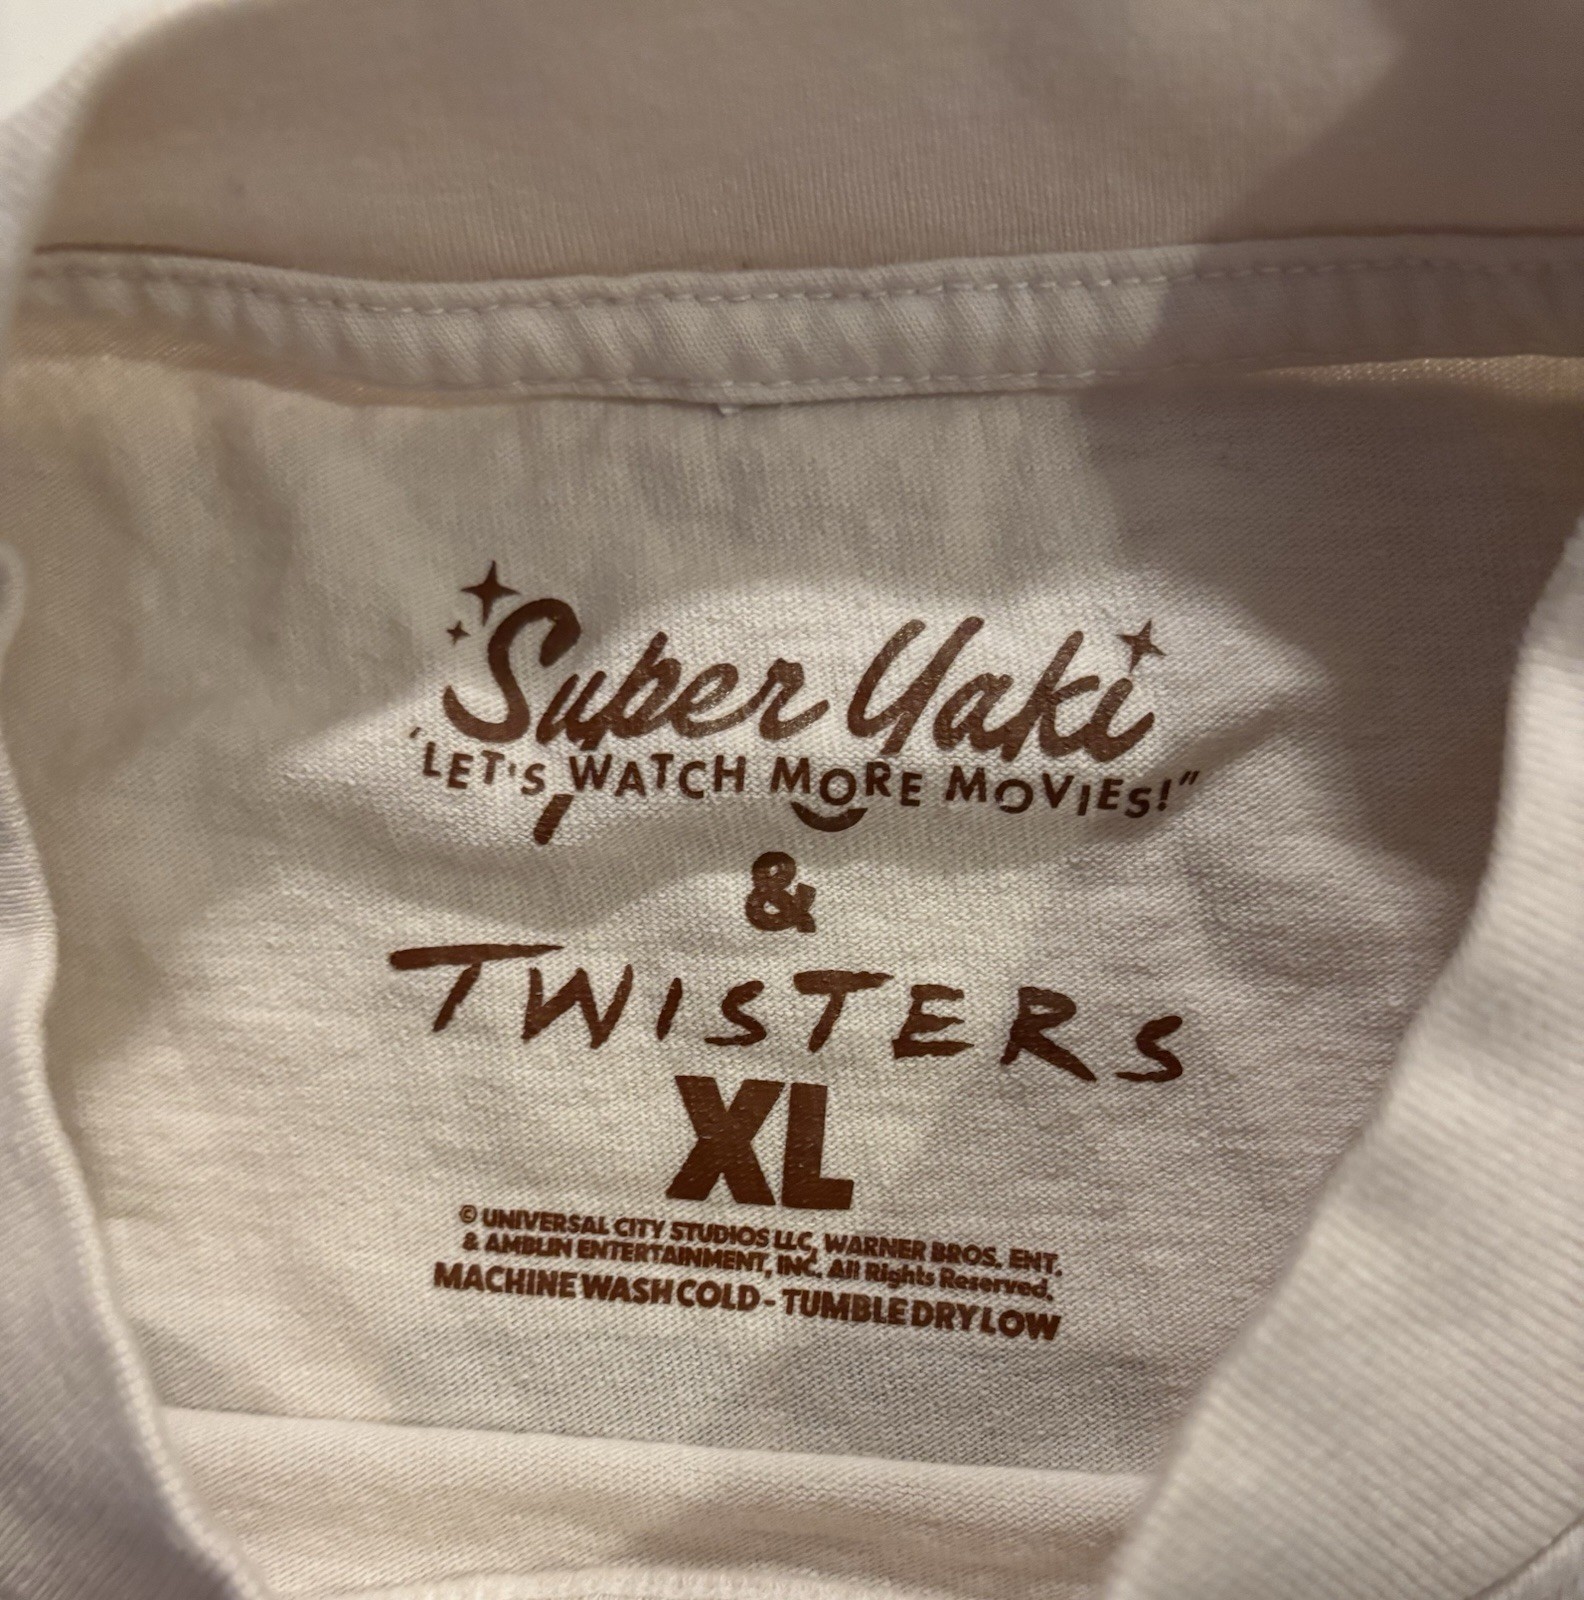 Super Yaki
"LET'S WATCH MORE MOVIES!"
&
TWISTERS
XL
© UNIVERSAL CITY STUDIOS LLC, WARNER BROS. ENT.
& AMBLIN ENTERTAINMENT, INC. All Rights Reserved.
MACHINE WASH COLD - TUMBLE DRY LOW